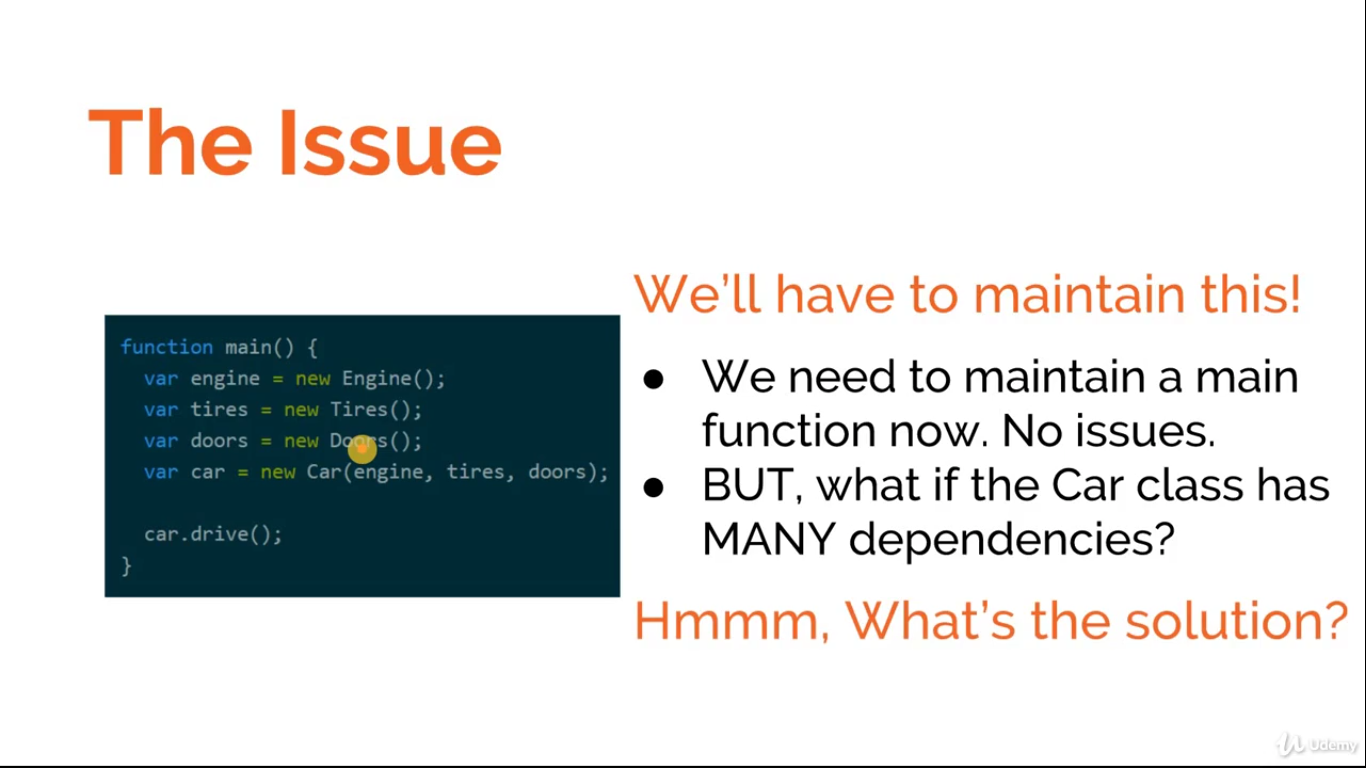 The Issue
We'll have to maintain this!
function main() {
var engine = new Engine();
var tires = new Tires();
var doors = new Doors();
var car = new Car(engine, tires, doors);
car.drive();
}
● We need to maintain a main
function now. No issues.
● BUT, what if the Car class has
MANY dependencies?
Hmmm, What's the solution?
Udemy